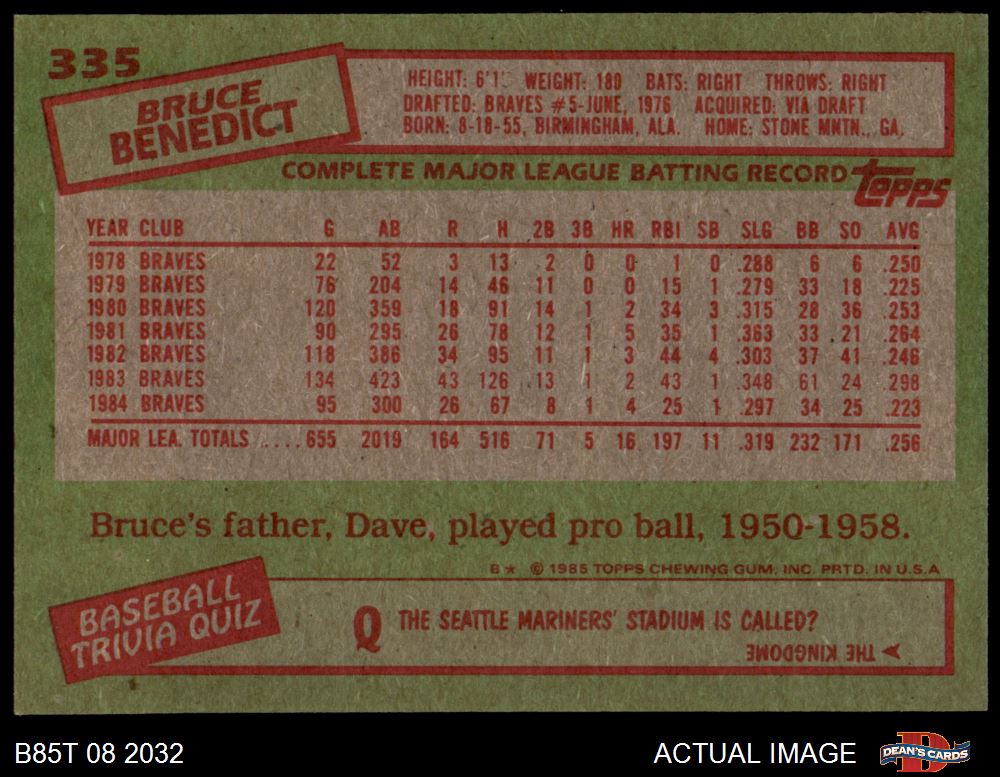 335
BRUCE
BENEDICT
HEIGHT: 6'1" WEIGHT: 180 BATS: RIGHT THROWS: RIGHT
DRAFTED: BRAVES #5-JUNE, 1976 ACQUIRED: VIA DRAFT
BORN: 8-18-55, BIRMINGHAM, ALA. HOME: STONE MNTN., GA.
COMPLETE MAJOR LEAGUE BATTING RECORD topps
YEAR CLUB G AB R H 2B 3B HR RBI SB SLG BB SO AVG
1978 BRAVES 22 52 3 13 2 0 0 1 0 .288 6 6 .250
1979 BRAVES 76 204 14 46 11 0 0 15 1 .279 33 18 .225
1980 BRAVES 120 359 18 91 14 1 2 34 3 .315 28 36 .253
1981 BRAVES 90 295 26 78 12 1 5 35 1 .363 33 21 .264
1982 BRAVES 118 386 34 95 11 1 3 44 4 .303 37 41 .246
1983 BRAVES 134 423 43 126 13 1 2 43 1 .348 61 24 .298
1984 BRAVES 95 300 26 67 8 1 4 25 1 .297 34 25 .223
MAJOR LEA. TOTALS ....655 2019 164 516 71 5 16 197 11 .319 232 171 .256
Bruce's father, Dave, played pro ball, 1950-1958.
B★ © 1985 TOPPS CHEWING GUM, INC. PRTD. IN U.S.A
BASEBALL
TRIVIA QUIZ
Q THE SEATTLE MARINERS' STADIUM IS CALLED?
THE KINGDOME
B85T 08 2032 ACTUAL IMAGE D DEAN'S CARDS